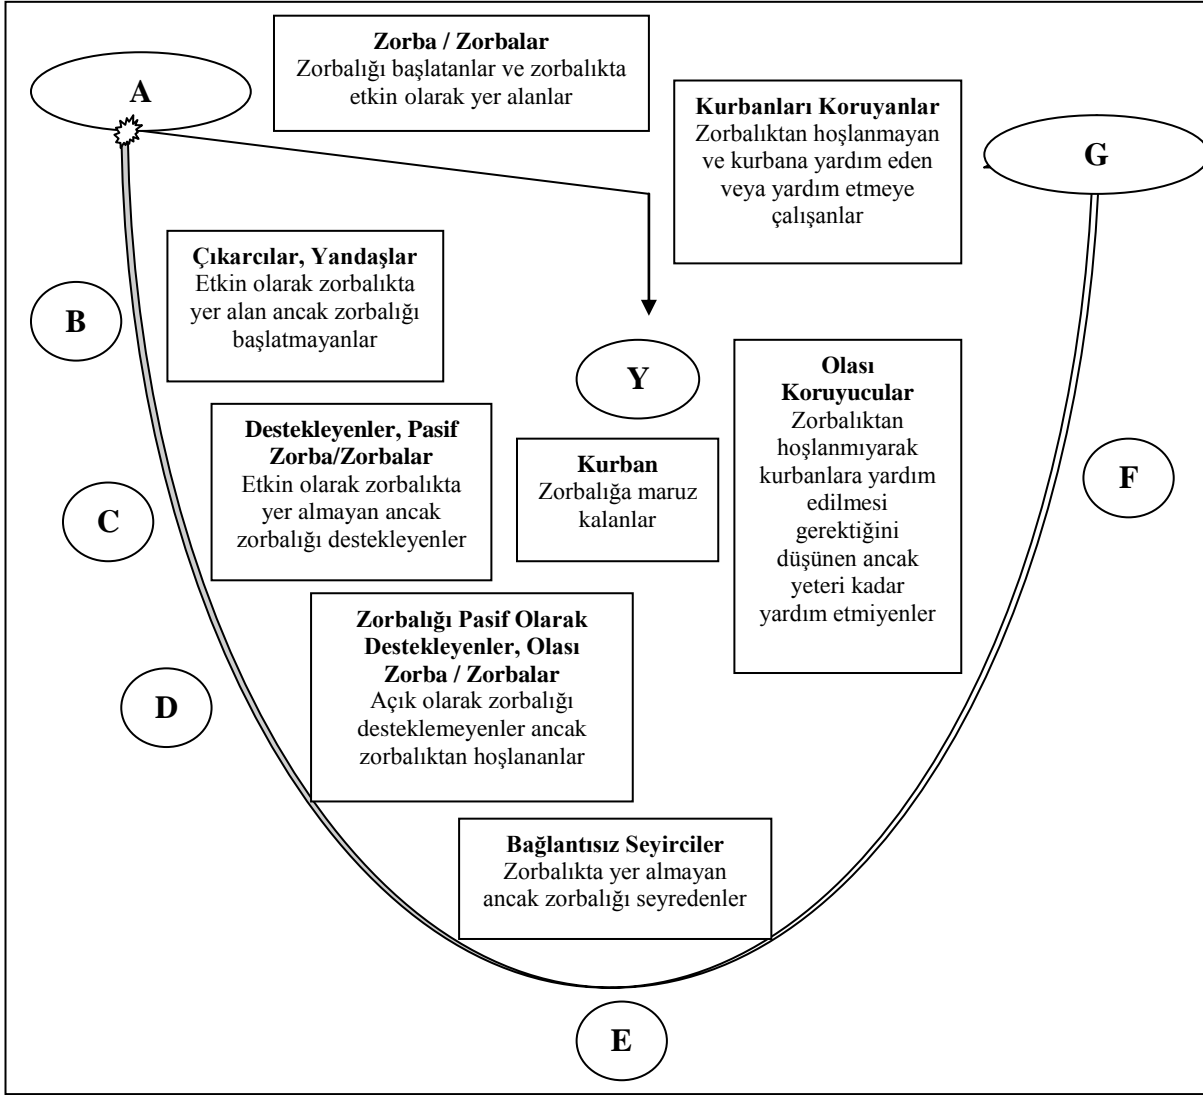 A
Zorba / Zorbalar
Zorbalığı başlatanlar ve zorbalıkta
etkin olarak yer alanlar
Kurbanları Koruyanlar
Zorbalıktan hoşlanmayan
ve kurbana yardım eden
veya yardım etmeye
çalışanlar
G
B
Çıkarcılar, Yandaşlar
Etkin olarak zorbalıkta
yer alan ancak zorbalığı
başlatmayanlar
Y
Kurban
Zorbalığa maruz
kalanlar
Olası
Koruyucular
Zorbalıktan
hoşlanmıyarak
kurbanlara yardım
edilmesi
gerektiğini
düşünen ancak
yeteri kadar
yardım etmiyenler
F
C
Destekleyenler, Pasif
Zorba/Zorbalar
Etkin olarak zorbalıkta
yer almayan ancak
zorbalığı destekleyenler
D
Zorbalığı Pasif Olarak
Destekleyenler, Olası
Zorba / Zorbalar
Açık olarak zorbalığı
desteklemeyenler ancak
zorbalıktan hoşlananlar
Bağlantısız Seyirciler
Zorbalıkta yer almayan
ancak zorbalığı seyredenler
E